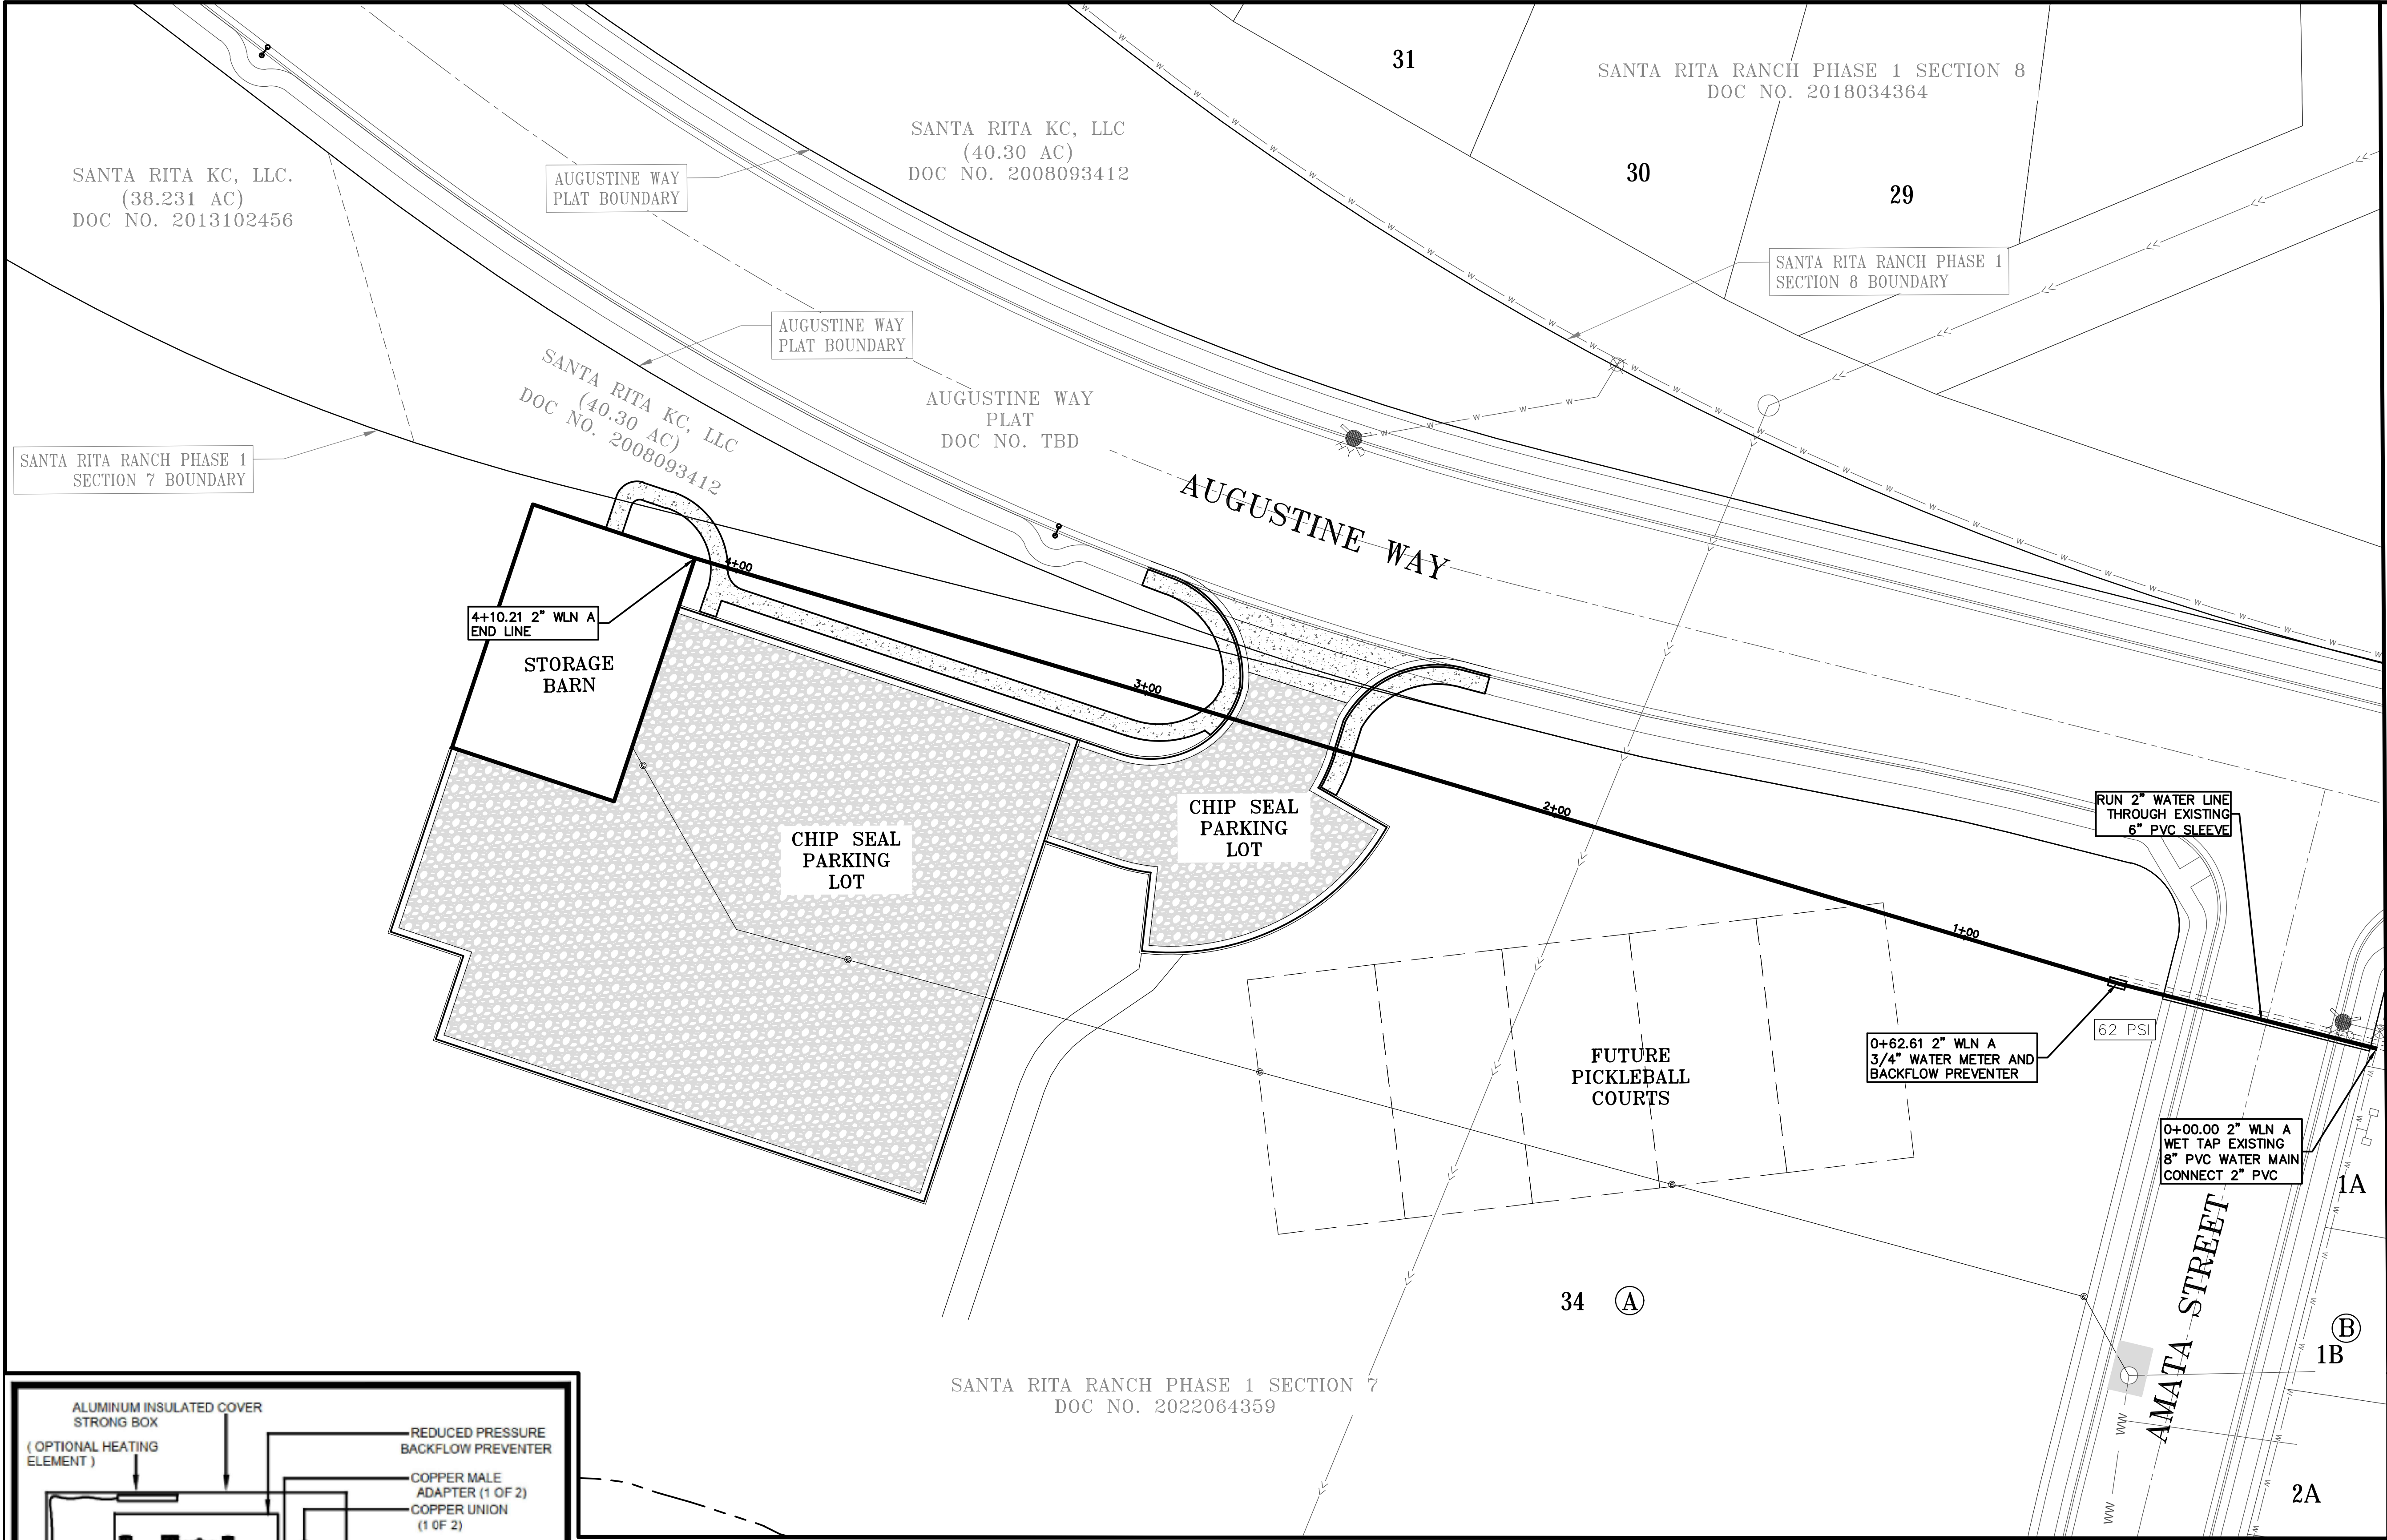 31
SANTA RITA RANCH PHASE 1 SECTION 8
DOC NO. 2018034364
SANTA RITA KC, LLC
(40.30 AC)
DOC NO. 2008093412
SANTA RITA KC, LLC.
(38.231 AC)
DOC NO. 2013102456
AUGUSTINE WAY
PLAT BOUNDARY
30
29
SANTA RITA RANCH PHASE 1
SECTION 8 BOUNDARY
AUGUSTINE WAY
PLAT BOUNDARY
SANTA RITA KC, LLC
(40.30 AC)
DOC NO. 2008093412
AUGUSTINE WAY
PLAT
DOC NO. TBD
HYD
SANTA RITA RANCH PHASE 1
SECTION 7 BOUNDARY
AUGUSTINE WAY
4+00
4+10.21 2" WLN A
END LINE
STORAGE
BARN
3+00
2+00
1+00
CHIP SEAL
PARKING
LOT
CHIP SEAL
PARKING
LOT
RUN 2" WATER LINE
THROUGH EXISTING
6" PVC SLEEVE
62 PSI
0+62.61 2" WLN A
3/4" WATER METER AND
BACKFLOW PREVENTER
FUTURE
PICKLEBALL
COURTS
0+00.00 2" WLN A
WET TAP EXISTING
8" PVC WATER MAIN
CONNECT 2" PVC
1A
AMATA STREET
34 A
B
1B
2A
WW
WW
SANTA RITA RANCH PHASE 1 SECTION 7
DOC NO. 2022064359
ALUMINUM INSULATED COVER
STRONG BOX
( OPTIONAL HEATING
ELEMENT )
REDUCED PRESSURE
BACKFLOW PREVENTER
COPPER MALE
ADAPTER (1 OF 2)
COPPER UNION
(1 OF 2)